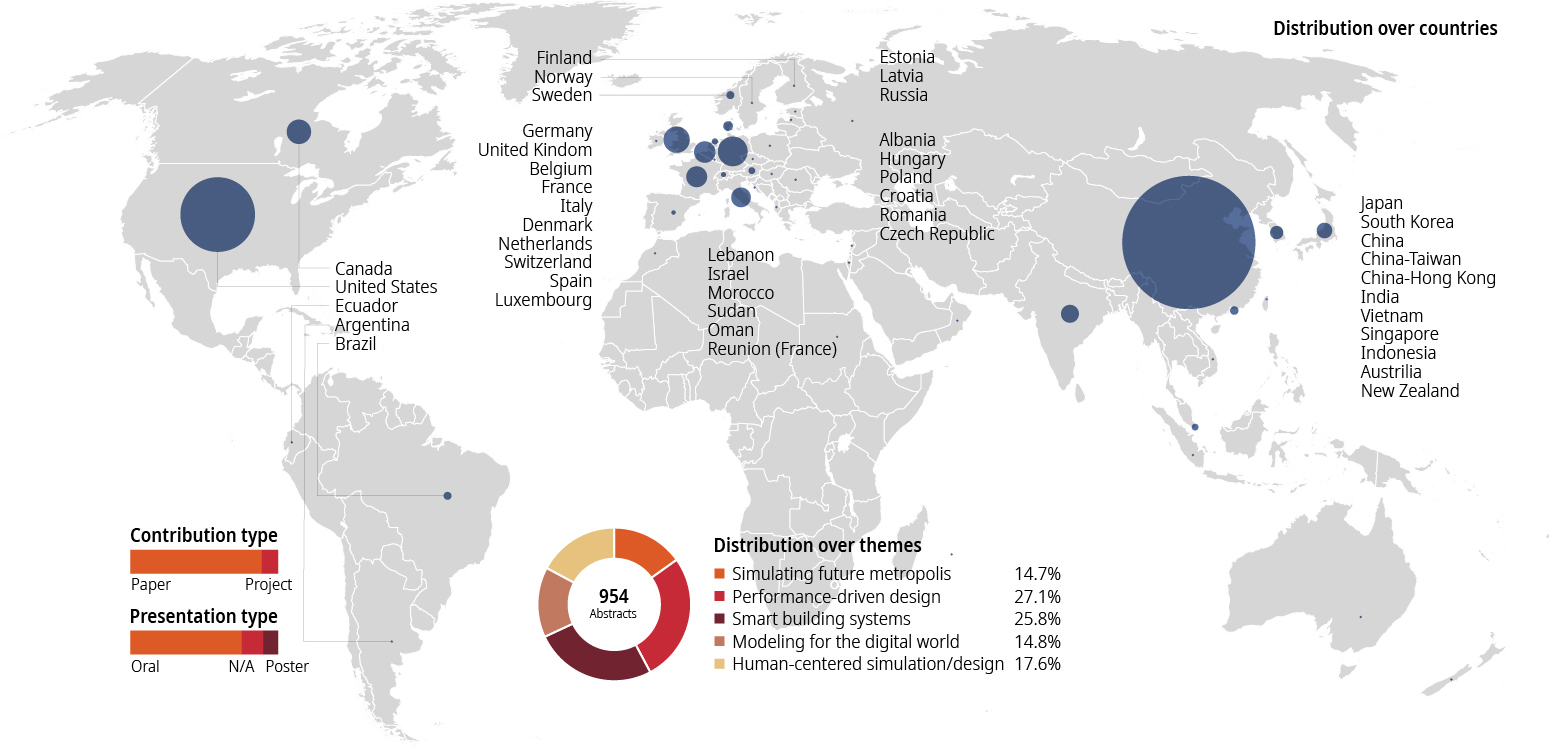 Distribution over countries
Finland
Norway
Sweden
Estonia
Latvia
Russia
Germany
United Kindom
Belgium
France
Italy
Denmark
Netherlands
Switzerland
Spain
Luxembourg
Albania
Hungary
Poland
Croatia
Romania
Czech Republic
Japan
South Korea
China
China-Taiwan
China-Hong Kong
India
Vietnam
Singapore
Indonesia
Austrilia
New Zealand
Lebanon
Israel
Morocco
Sudan
Oman
Reunion (France)
Canada
United States
Ecuador
Argentina
Brazil
Contribution type
Paper Project
Presentation type
Oral N/A Poster
954
Abstracts
Distribution over themes
Simulating future metropolis 14.7%
Performance-driven design 27.1%
Smart building systems 25.8%
Modeling for the digital world 14.8%
Human-centered simulation/design 17.6%